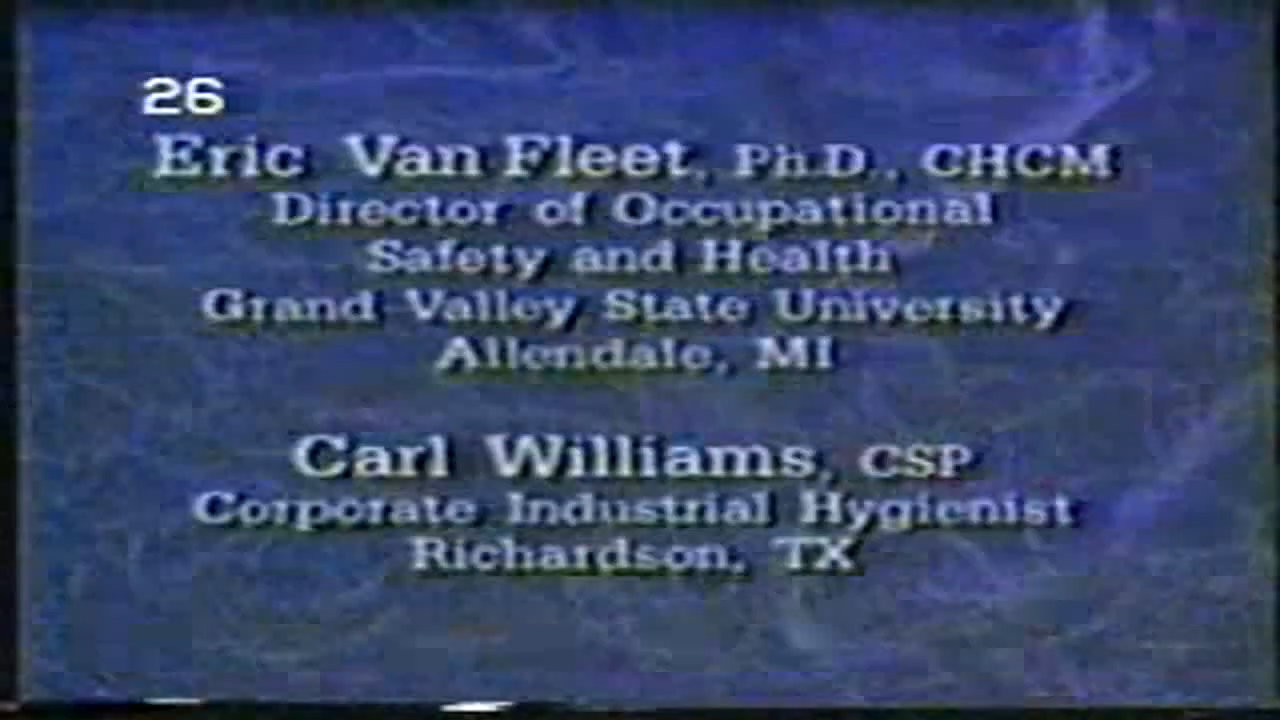 26
Eric Van Fleet, Ph.D., CHCM
Director of Occupational
Safety and Health
Grand Valley State University
Allendale, MI
Carl Williams, CSP
Corporate Industrial Hygienist
Richardson, TX